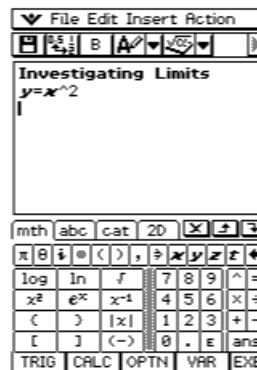 File Edit Insert Action
B A
Investigating Limits
y=x^2
mth abc cat 2D
π θ i ( ) , x y z t
log ln √ 7 8 9 ^ =
x² eˣ x⁻¹ 4 5 6 × ÷
( ) |x| 1 2 3 + -
[ ] (-) 0 . E ans
TRIG CALC OPTN VAR EXE